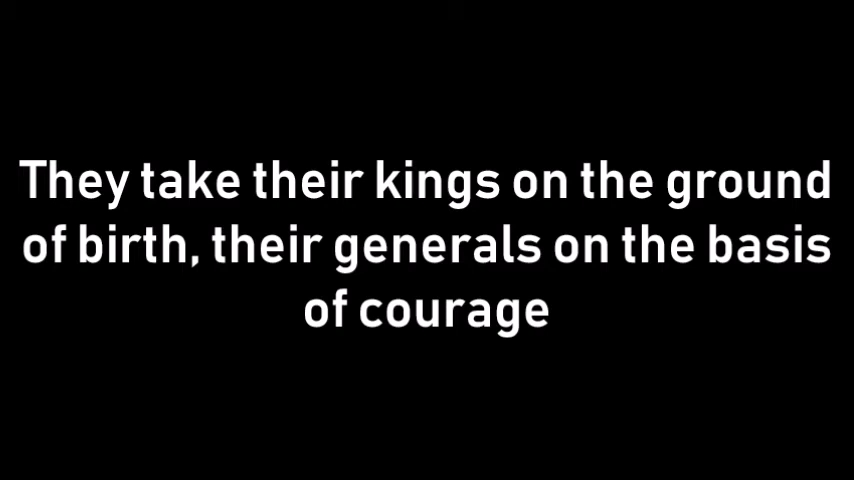 They take their kings on the ground
of birth, their generals on the basis
of courage